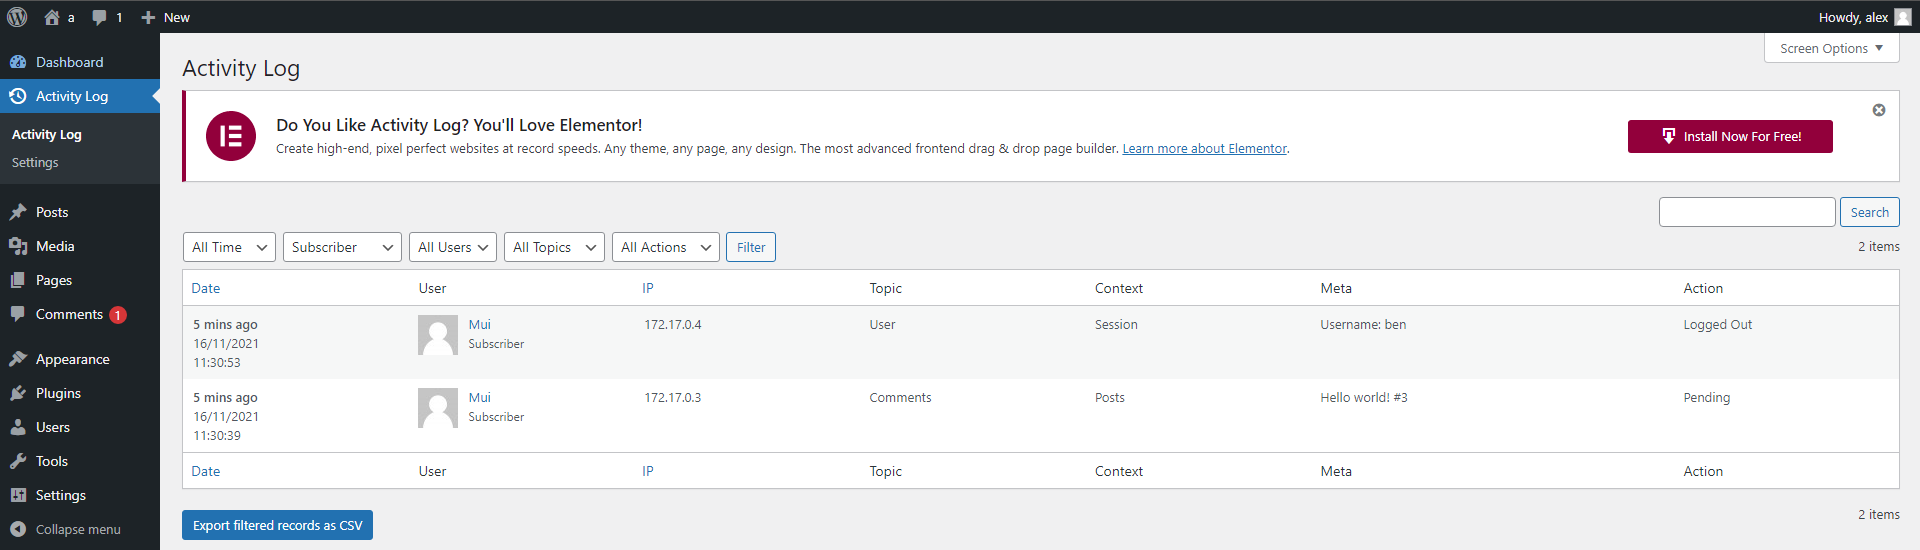 a 1 New Howdy, alex
Screen Options
Dashboard
Activity Log
Activity Log
Settings
Posts
Media
Pages
Comments 1
Appearance
Plugins
Users
Tools
Settings
Collapse menu
Activity Log
Do You Like Activity Log? You'll Love Elementor!
Create high-end, pixel perfect websites at record speeds. Any theme, any page, any design. The most advanced frontend drag & drop page builder. Learn more about Elementor.
Install Now For Free!
Search
All Time Subscriber All Users All Topics All Actions Filter 2 items
Date User IP Topic Context Meta Action
5 mins ago Mui 172.17.0.4 User Session Username: ben Logged Out
16/11/2021 Subscriber
11:30:53
5 mins ago Mui 172.17.0.3 Comments Posts Hello world! #3 Pending
16/11/2021 Subscriber
11:30:39
Date User IP Topic Context Meta Action
Export filtered records as CSV 2 items